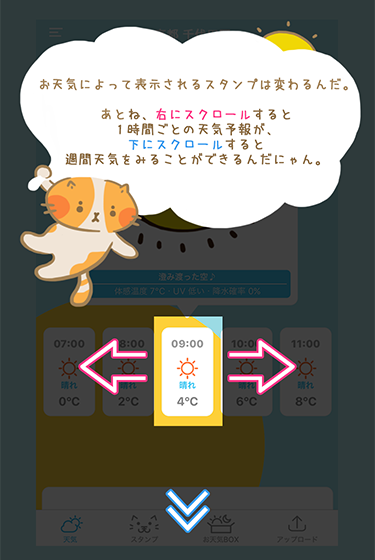 お天気によって表示されるスタンプは変わるんだ。
あとね、右にスクロールすると
1時間ごとの天気予報が、
下にスクロールすると
週間天気をみることができるんだにゃん。
澄み渡った空♪
体感温度 7°C・UV 低い・降水確率 0%
07:00 8:00 09:00 10:00 11:00
晴れ 晴れ 晴れ 晴れ 晴れ
0°C 2°C 4°C 6°C 8°C
天気 スタンプ お天気BOX アップロード